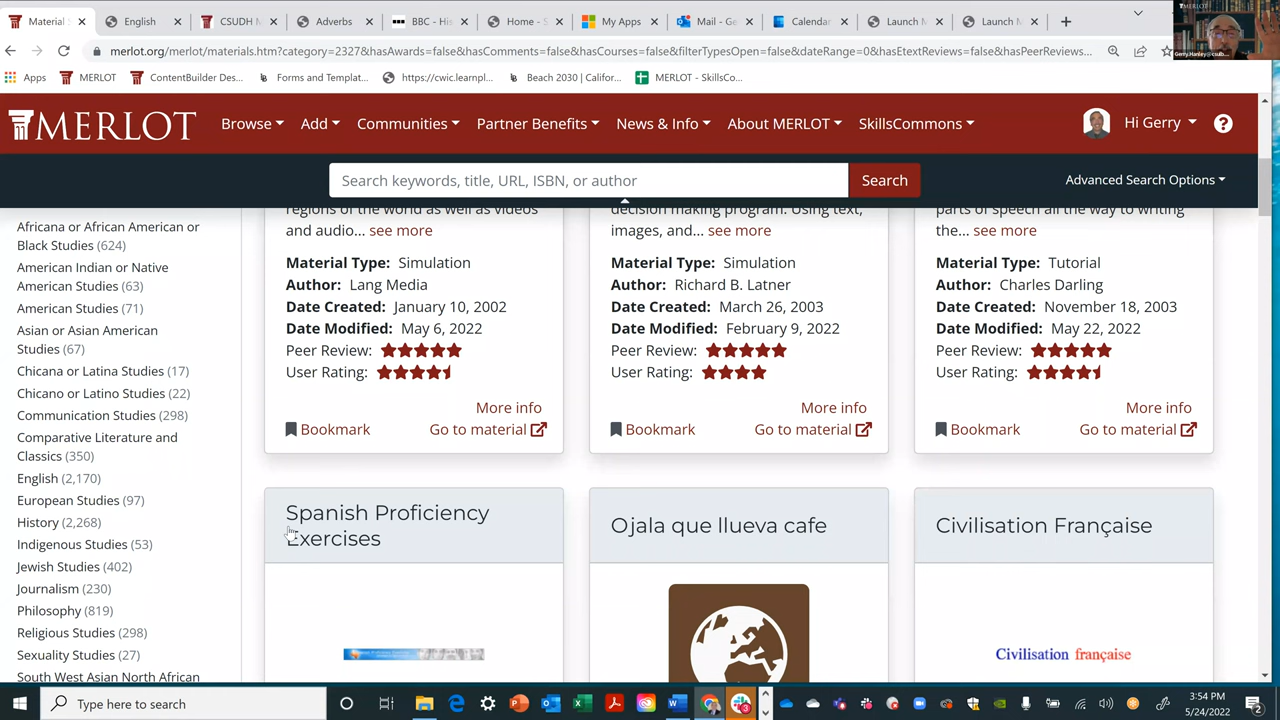 Material S
English
CSUDH M
Adverbs
BBC - His
Home - S
My Apps
Mail - Ge
Calendar
Launch M
Launch M
merlot.org/merlot/materials.htm?category=2327&hasAwards=false&hasComments=false&hasCourses=false&filterTypesOpen=false&dateRange=0&hasEtextReviews=false&hasPeerReviews...
Apps
MERLOT
ContentBuilder Des...
Forms and Templat...
https://cwic.learnpl...
Beach 2030 | Califor...
MERLOT - SkillsCo...
MERLOT
Browse
Add
Communities
Partner Benefits
News & Info
About MERLOT
SkillsCommons
Hi Gerry
Search keywords, title, URL, ISBN, or author
Search
Advanced Search Options
Africana or African American or
Black Studies (624)
American Indian or Native
American Studies (63)
American Studies (71)
Asian or Asian American
Studies (67)
Chicana or Latina Studies (17)
Chicano or Latino Studies (22)
Communication Studies (298)
Comparative Literature and
Classics (350)
English (2,170)
European Studies (97)
History (2,268)
Indigenous Studies (53)
Jewish Studies (402)
Journalism (230)
Philosophy (819)
Religious Studies (298)
Sexuality Studies (27)
South West Asian North African
regions of the world as well as videos
and audio... see more
Material Type: Simulation
Author: Lang Media
Date Created: January 10, 2002
Date Modified: May 6, 2022
Peer Review:
User Rating:
More info
Bookmark
Go to material
decision making program. Using text,
images, and... see more
Material Type: Simulation
Author: Richard B. Latner
Date Created: March 26, 2003
Date Modified: February 9, 2022
Peer Review:
User Rating:
More info
Bookmark
Go to material
parts of speech all the way to writing
the... see more
Material Type: Tutorial
Author: Charles Darling
Date Created: November 18, 2003
Date Modified: May 22, 2022
Peer Review:
User Rating:
More info
Bookmark
Go to material
Spanish Proficiency
Exercises
Ojala que llueva cafe
Civilisation Française
Civilisation française
Type here to search
3:54 PM
5/24/2022